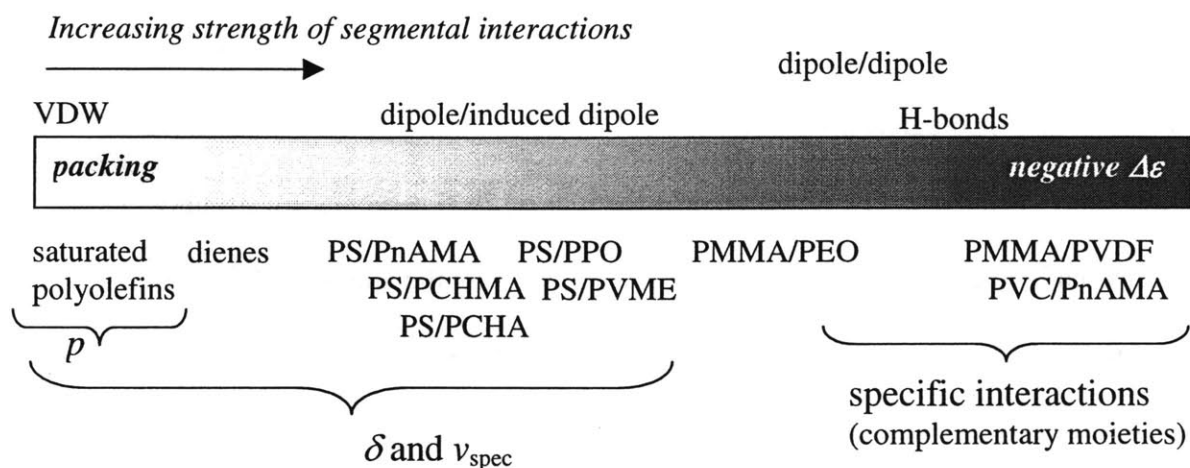 Increasing strength of segmental interactions
dipole/dipole
VDW dipole/induced dipole H-bonds
packing negative Δε
saturated dienes PS/PnAMA PS/PPO PMMA/PEO PMMA/PVDF
polyolefins PS/PCHMA PS/PVME PVC/PnAMA
p PS/PCHA
specific interactions
(complementary moieties)
δ and vspec